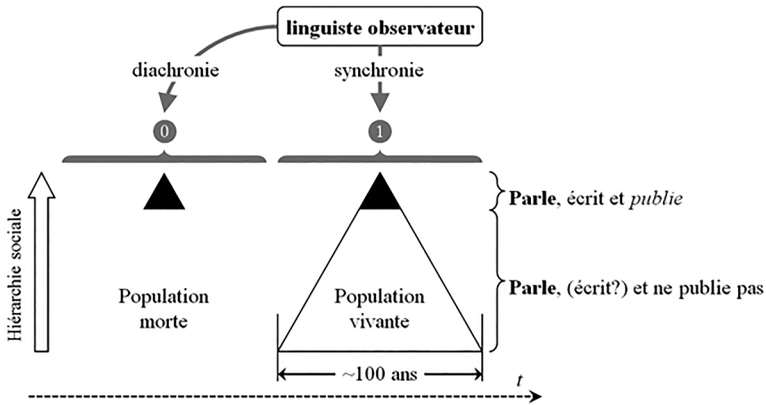 linguiste observateur
diachronie
synchronie
0
1
Hiérarchie sociale
Parle, écrit et publie
Population
morte
Population
vivante
Parle, (écrit?) et ne publie pas
~100 ans
t